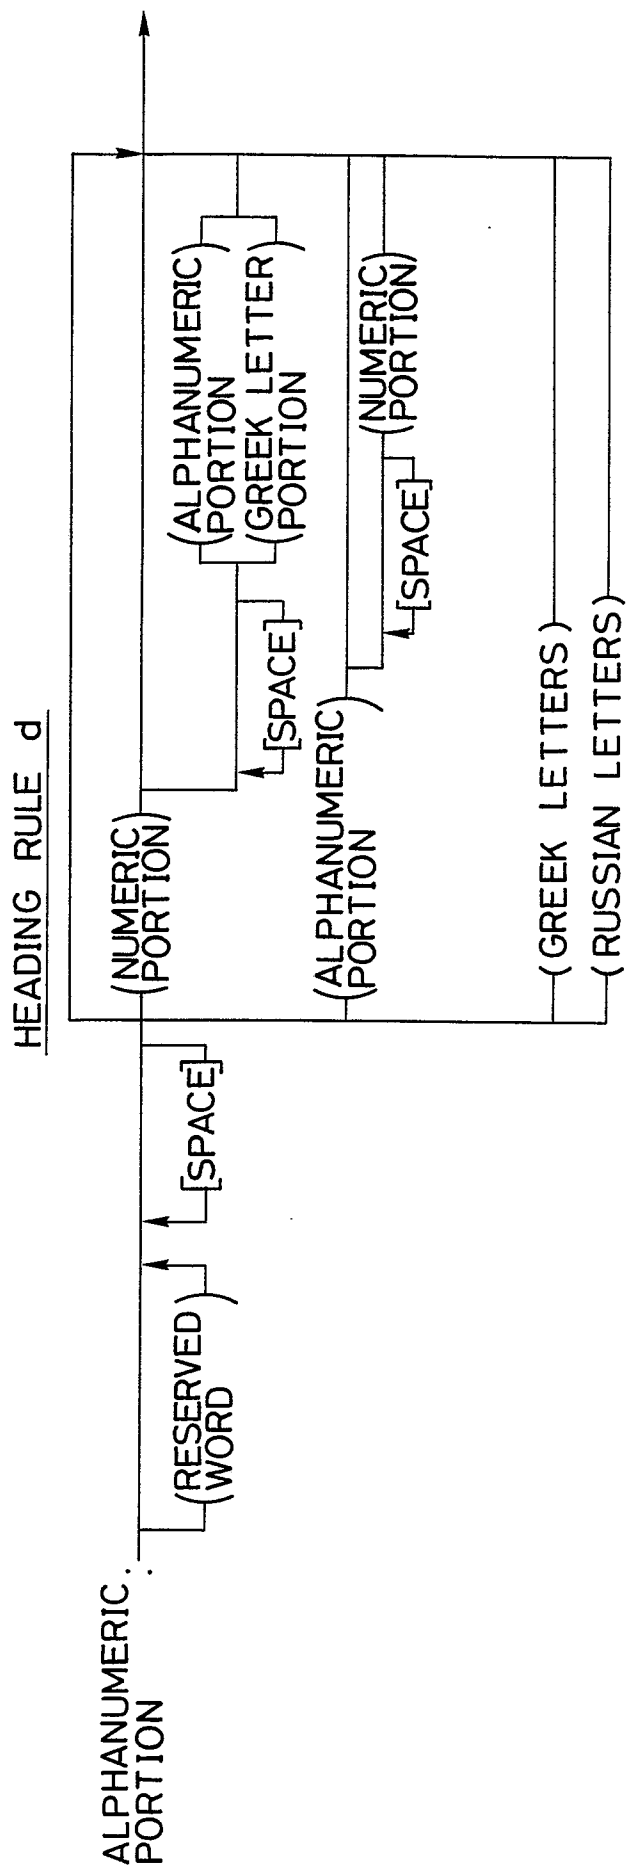 HEADING RULE d
ALPHANUMERIC :
PORTION
(RESERVED
WORD)
[SPACE]
(NUMERIC
PORTION)
[SPACE]
(ALPHANUMERIC
PORTION)
(GREEK LETTER
PORTION)
(ALPHANUMERIC
PORTION)
[SPACE]
(NUMERIC
PORTION)
(GREEK LETTERS)
(RUSSIAN LETTERS)